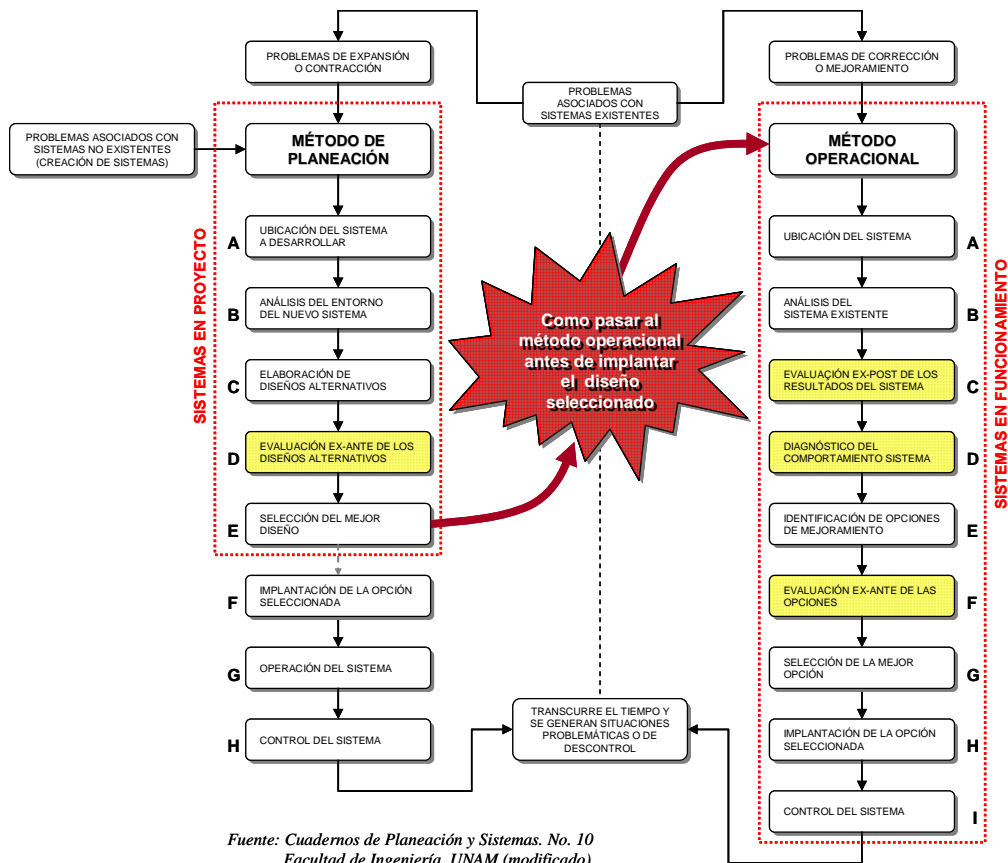 PROBLEMAS DE EXPANSIÓN
O CONTRACCIÓN
PROBLEMAS DE CORRECCIÓN
O MEJORAMIENTO
PROBLEMAS
ASOCIADOS CON
SISTEMAS EXISTENTES
PROBLEMAS ASOCIADOS CON
SISTEMAS NO EXISTENTES
(CREACIÓN DE SISTEMAS)
SISTEMAS EN PROYECTO
MÉTODO DE
PLANEACIÓN
A
UBICACIÓN DEL SISTEMA
A DESARROLLAR
B
ANÁLISIS DEL ENTORNO
DEL NUEVO SISTEMA
C
ELABORACIÓN DE
DISEÑOS ALTERNATIVOS
D
EVALUACIÓN EX-ANTE DE LOS
DISEÑOS ALTERNATIVOS
E
SELECCIÓN DEL MEJOR
DISEÑO
F
IMPLANTACIÓN DE LA OPCIÓN
SELECCIONADA
G
OPERACIÓN DEL SISTEMA
H
CONTROL DEL SISTEMA
Como pasar al
método operacional
antes de implantar
el diseño
seleccionado
TRANSCURRE EL TIEMPO Y
SE GENERAN SITUACIONES
PROBLEMÁTICAS O DE
DESCONTROL
MÉTODO
OPERACIONAL
UBICACIÓN DEL SISTEMA
A
ANÁLISIS DEL
SISTEMA EXISTENTE
B
EVALUAÇIÓN EX-POST DE LOS
RESULTADOS DEL SISTEMA
C
DIAGNÓSTICO DEL
COMPORTAMIENTO SISTEMA
D
IDENTIFICACIÓN DE OPCIONES
DE MEJORAMIENTO
E
EVALUACIÓN EX-ANTE DE LAS
OPCIONES
F
SELECCIÓN DE LA MEJOR
OPCIÓN
G
IMPLANTACIÓN DE LA OPCIÓN
SELECCIONADA
H
CONTROL DEL SISTEMA
I
SISTEMAS EN FUNCIONAMIENTO
Fuente: Cuadernos de Planeación y Sistemas. No. 10
Facultad de Ingeniería, UNAM (modificado)